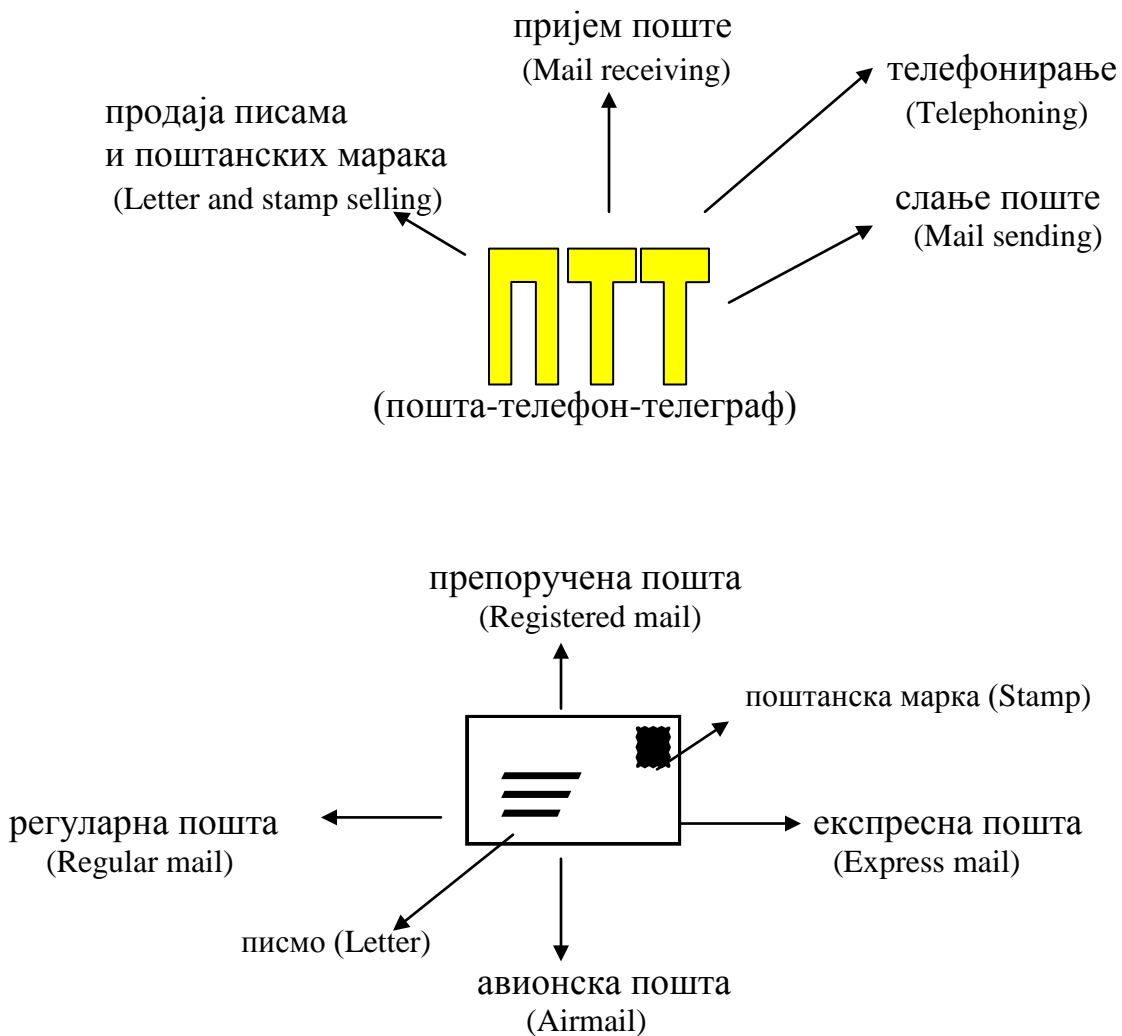 пријем поште
(Mail receiving)
телефонирање
(Telephoning)
продаја писама
и поштанских марака
(Letter and stamp selling)
слање поште
(Mail sending)
ПТТ
(пошта-телефон-телеграф)
препоручена пошта
(Registered mail)
поштанска марка (Stamp)
регуларна пошта
(Regular mail)
експресна пошта
(Express mail)
писмо (Letter)
авионска пошта
(Airmail)